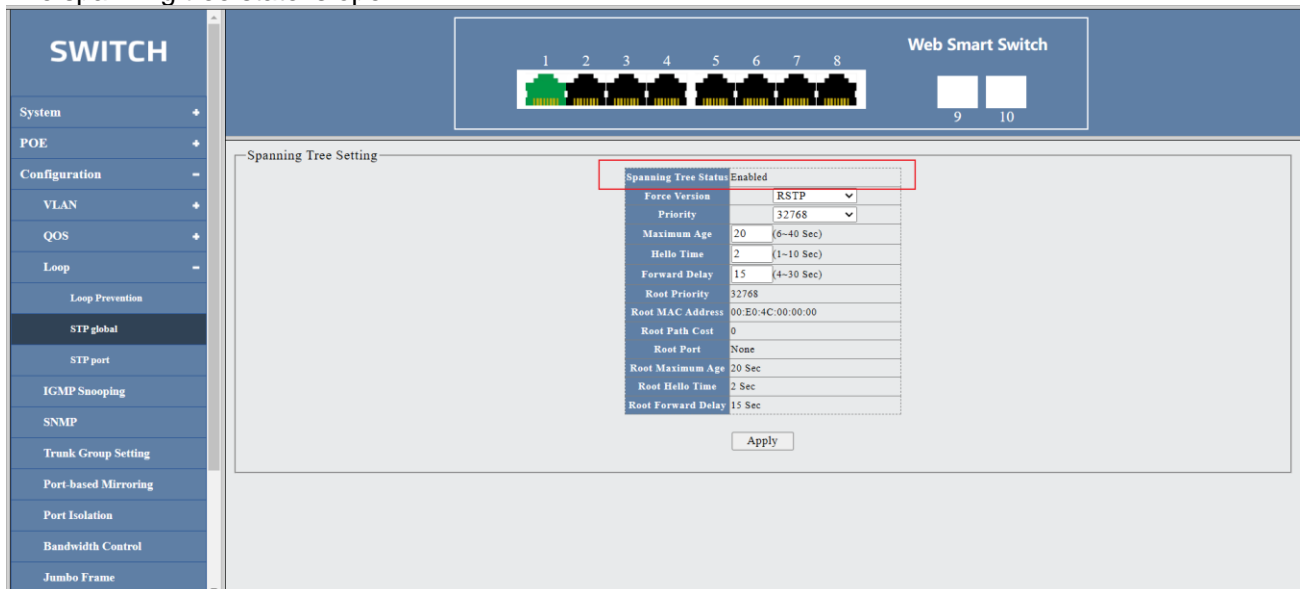 SWITCH
Web Smart Switch
1 2 3 4 5 6 7 8
9 10
System
POE
Configuration
VLAN
QOS
Loop
Loop Prevention
STP global
STP port
IGMP Snooping
SNMP
Trunk Group Setting
Port-based Mirroring
Port Isolation
Bandwidth Control
Jumbo Frame
Spanning Tree Setting
Spanning Tree Status Enabled
Force Version RSTP
Priority 32768
Maximum Age 20 (6~40 Sec)
Hello Time 2 (1~10 Sec)
Forward Delay 15 (4~30 Sec)
Root Priority 32768
Root MAC Address 00:E0:4C:00:00:00
Root Path Cost 0
Root Port None
Root Maximum Age 20 Sec
Root Hello Time 2 Sec
Root Forward Delay 15 Sec
Apply